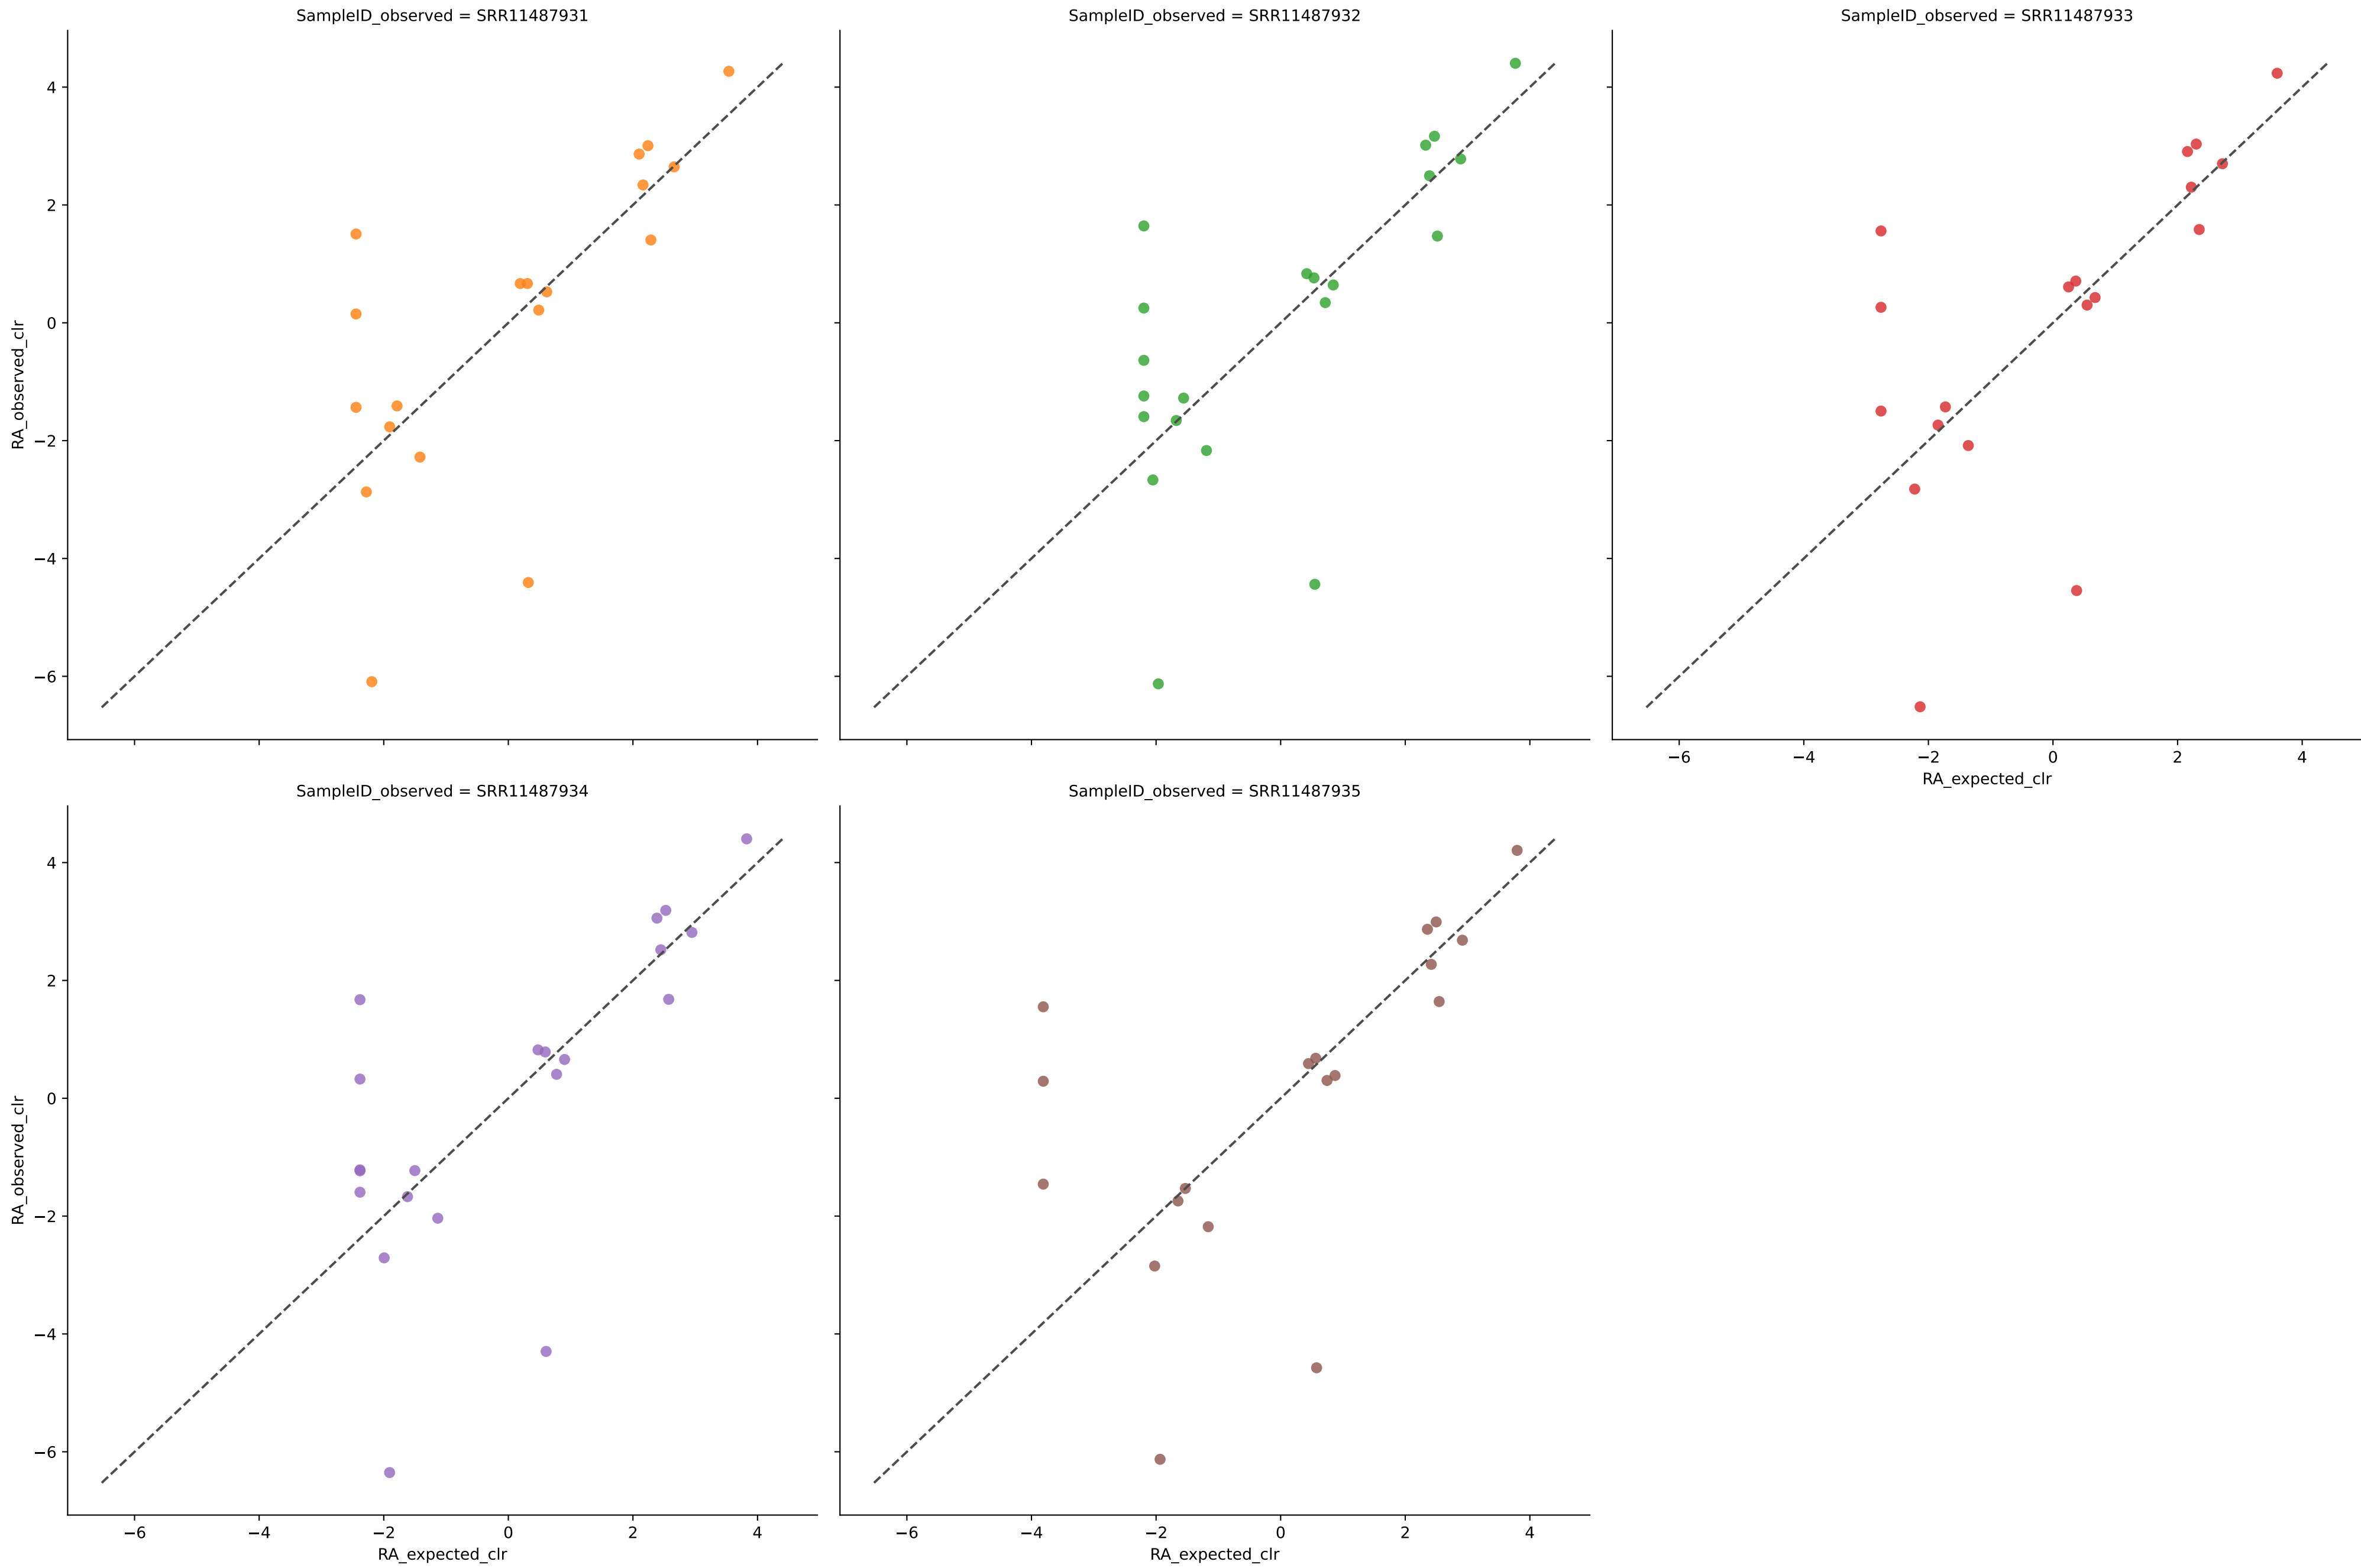 SampleID_observed = SRR11487931
SampleID_observed = SRR11487932
SampleID_observed = SRR11487933
4
2
0
−2
−4
−6
RA_observed_clr
−6 −4 −2 0 2 4
RA_expected_clr
SampleID_observed = SRR11487934
SampleID_observed = SRR11487935
4
2
0
−2
−4
−6
RA_observed_clr
−6 −4 −2 0 2 4
−6 −4 −2 0 2 4
RA_expected_clr
RA_expected_clr